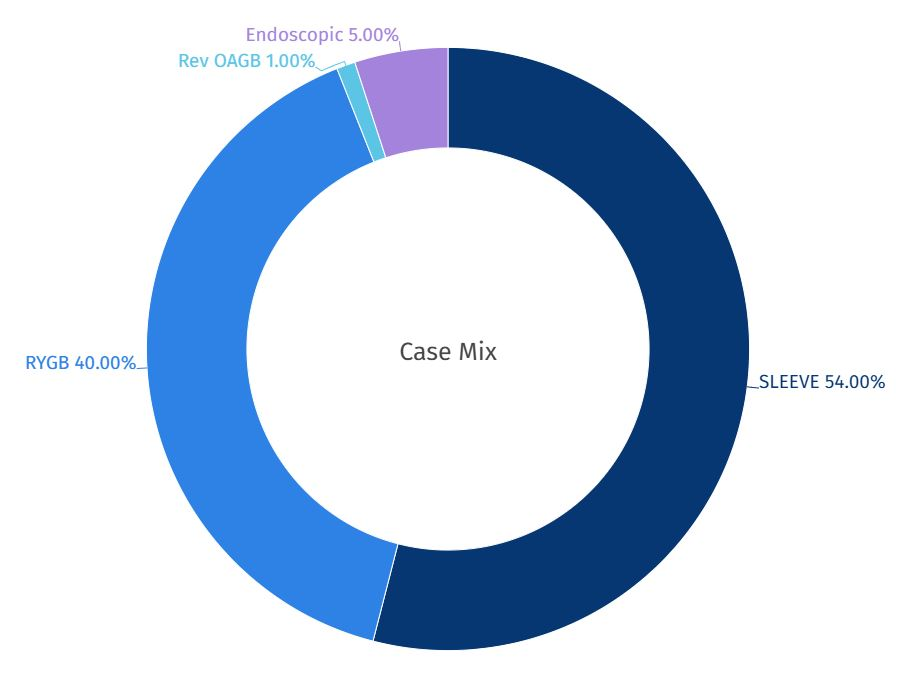 Endoscopic 5.00%
Rev OAGB 1.00%
Case Mix
RYGB 40.00%
SLEEVE 54.00%